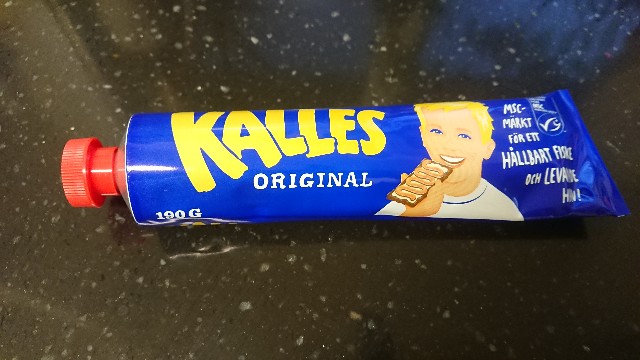 KALLES
ORIGINAL
190 G
MSC-
MÄRKT
FÖR ETT
HÅLLBART FISKE
OCH LEVANDE
HAV!